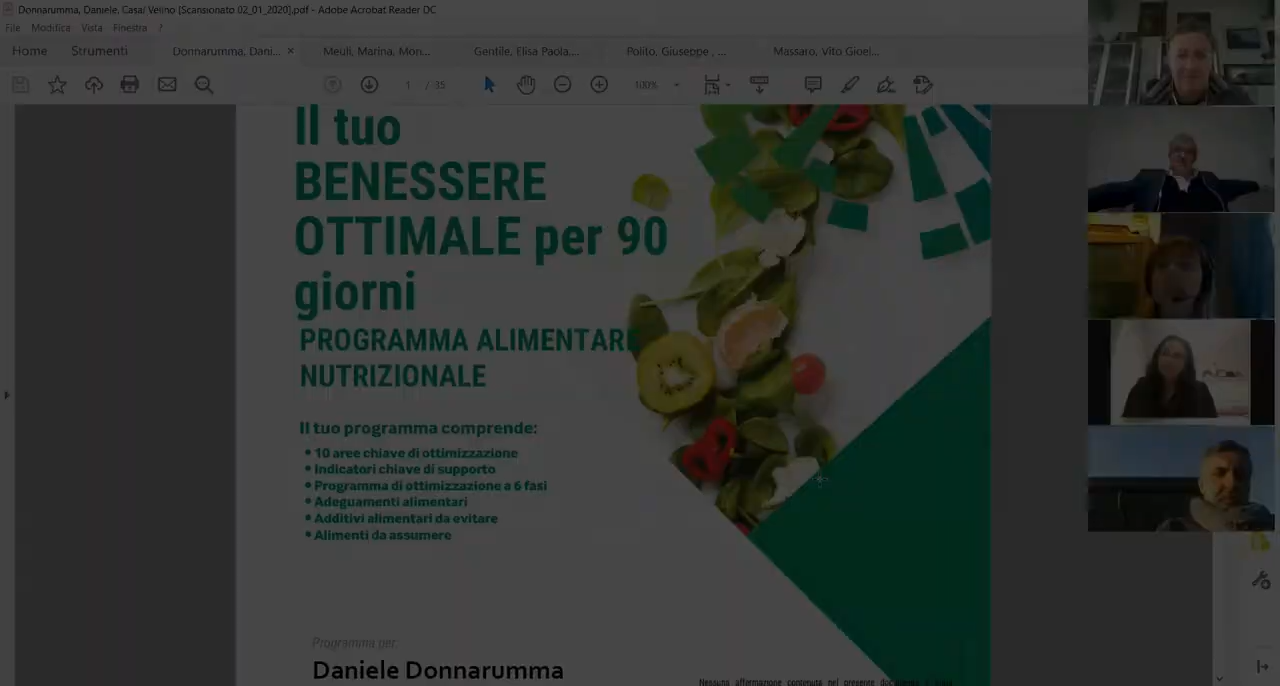 Donnarumma, Daniele, Casal Velino [Scansionato 02_01_2020].pdf - Adobe Acrobat Reader DC
File Modifica Vista Finestra ?
Home Strumenti Donnarumma, Dani... × Meuli, Marina, Mon... Gentile, Elisa Paola,... Polito, Giuseppe , ... Massaro, Vito Gioel...
1 / 35 100%
Il tuo
BENESSERE
OTTIMALE per 90
giorni
PROGRAMMA ALIMENTARE
NUTRIZIONALE
Il tuo programma comprende:
• 10 aree chiave di ottimizzazione
• Indicatori chiave di supporto
• Programma di ottimizzazione a 6 fasi
• Adeguamenti alimentari
• Additivi alimentari da evitare
• Alimenti da assumere
Programma per:
Daniele Donnarumma
Nessuna affermazione contenuta nel presente documento è stata